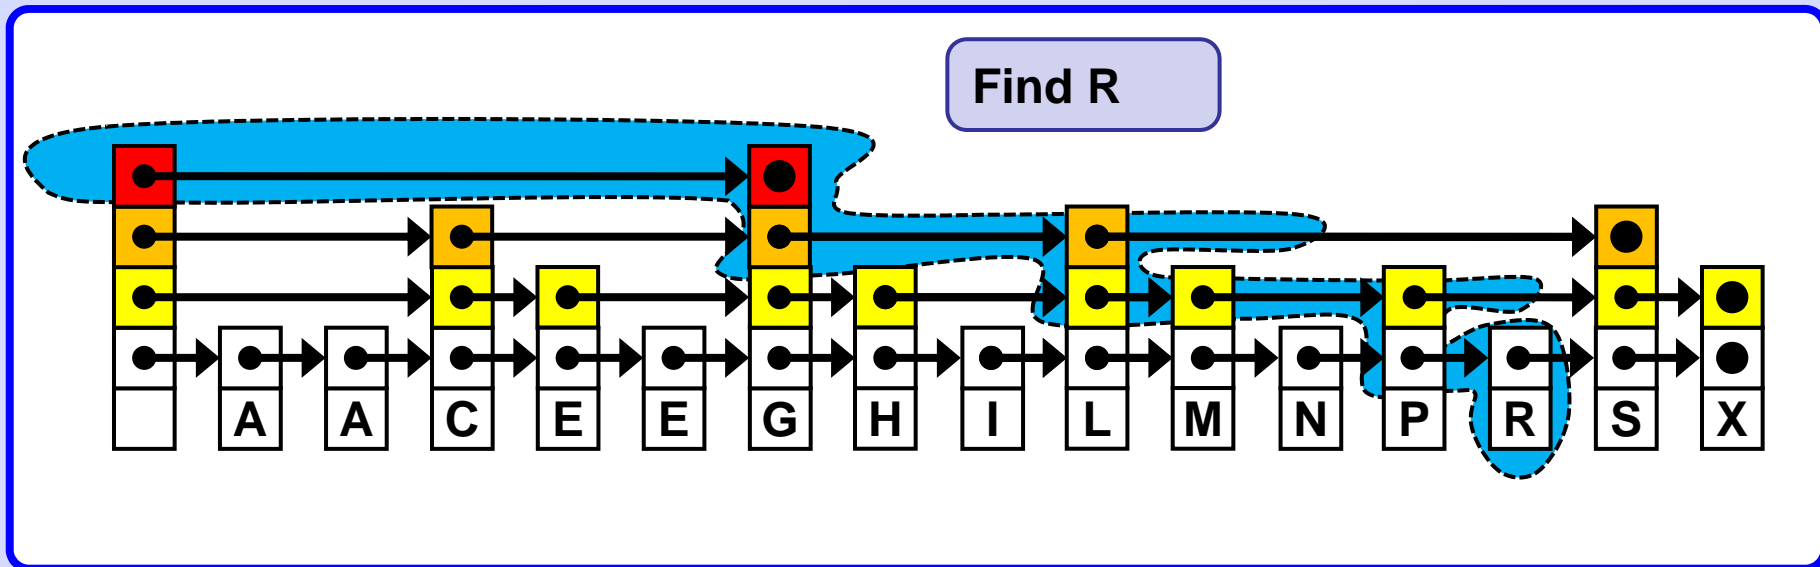 Find R
A A C E E G H I L M N P R S X